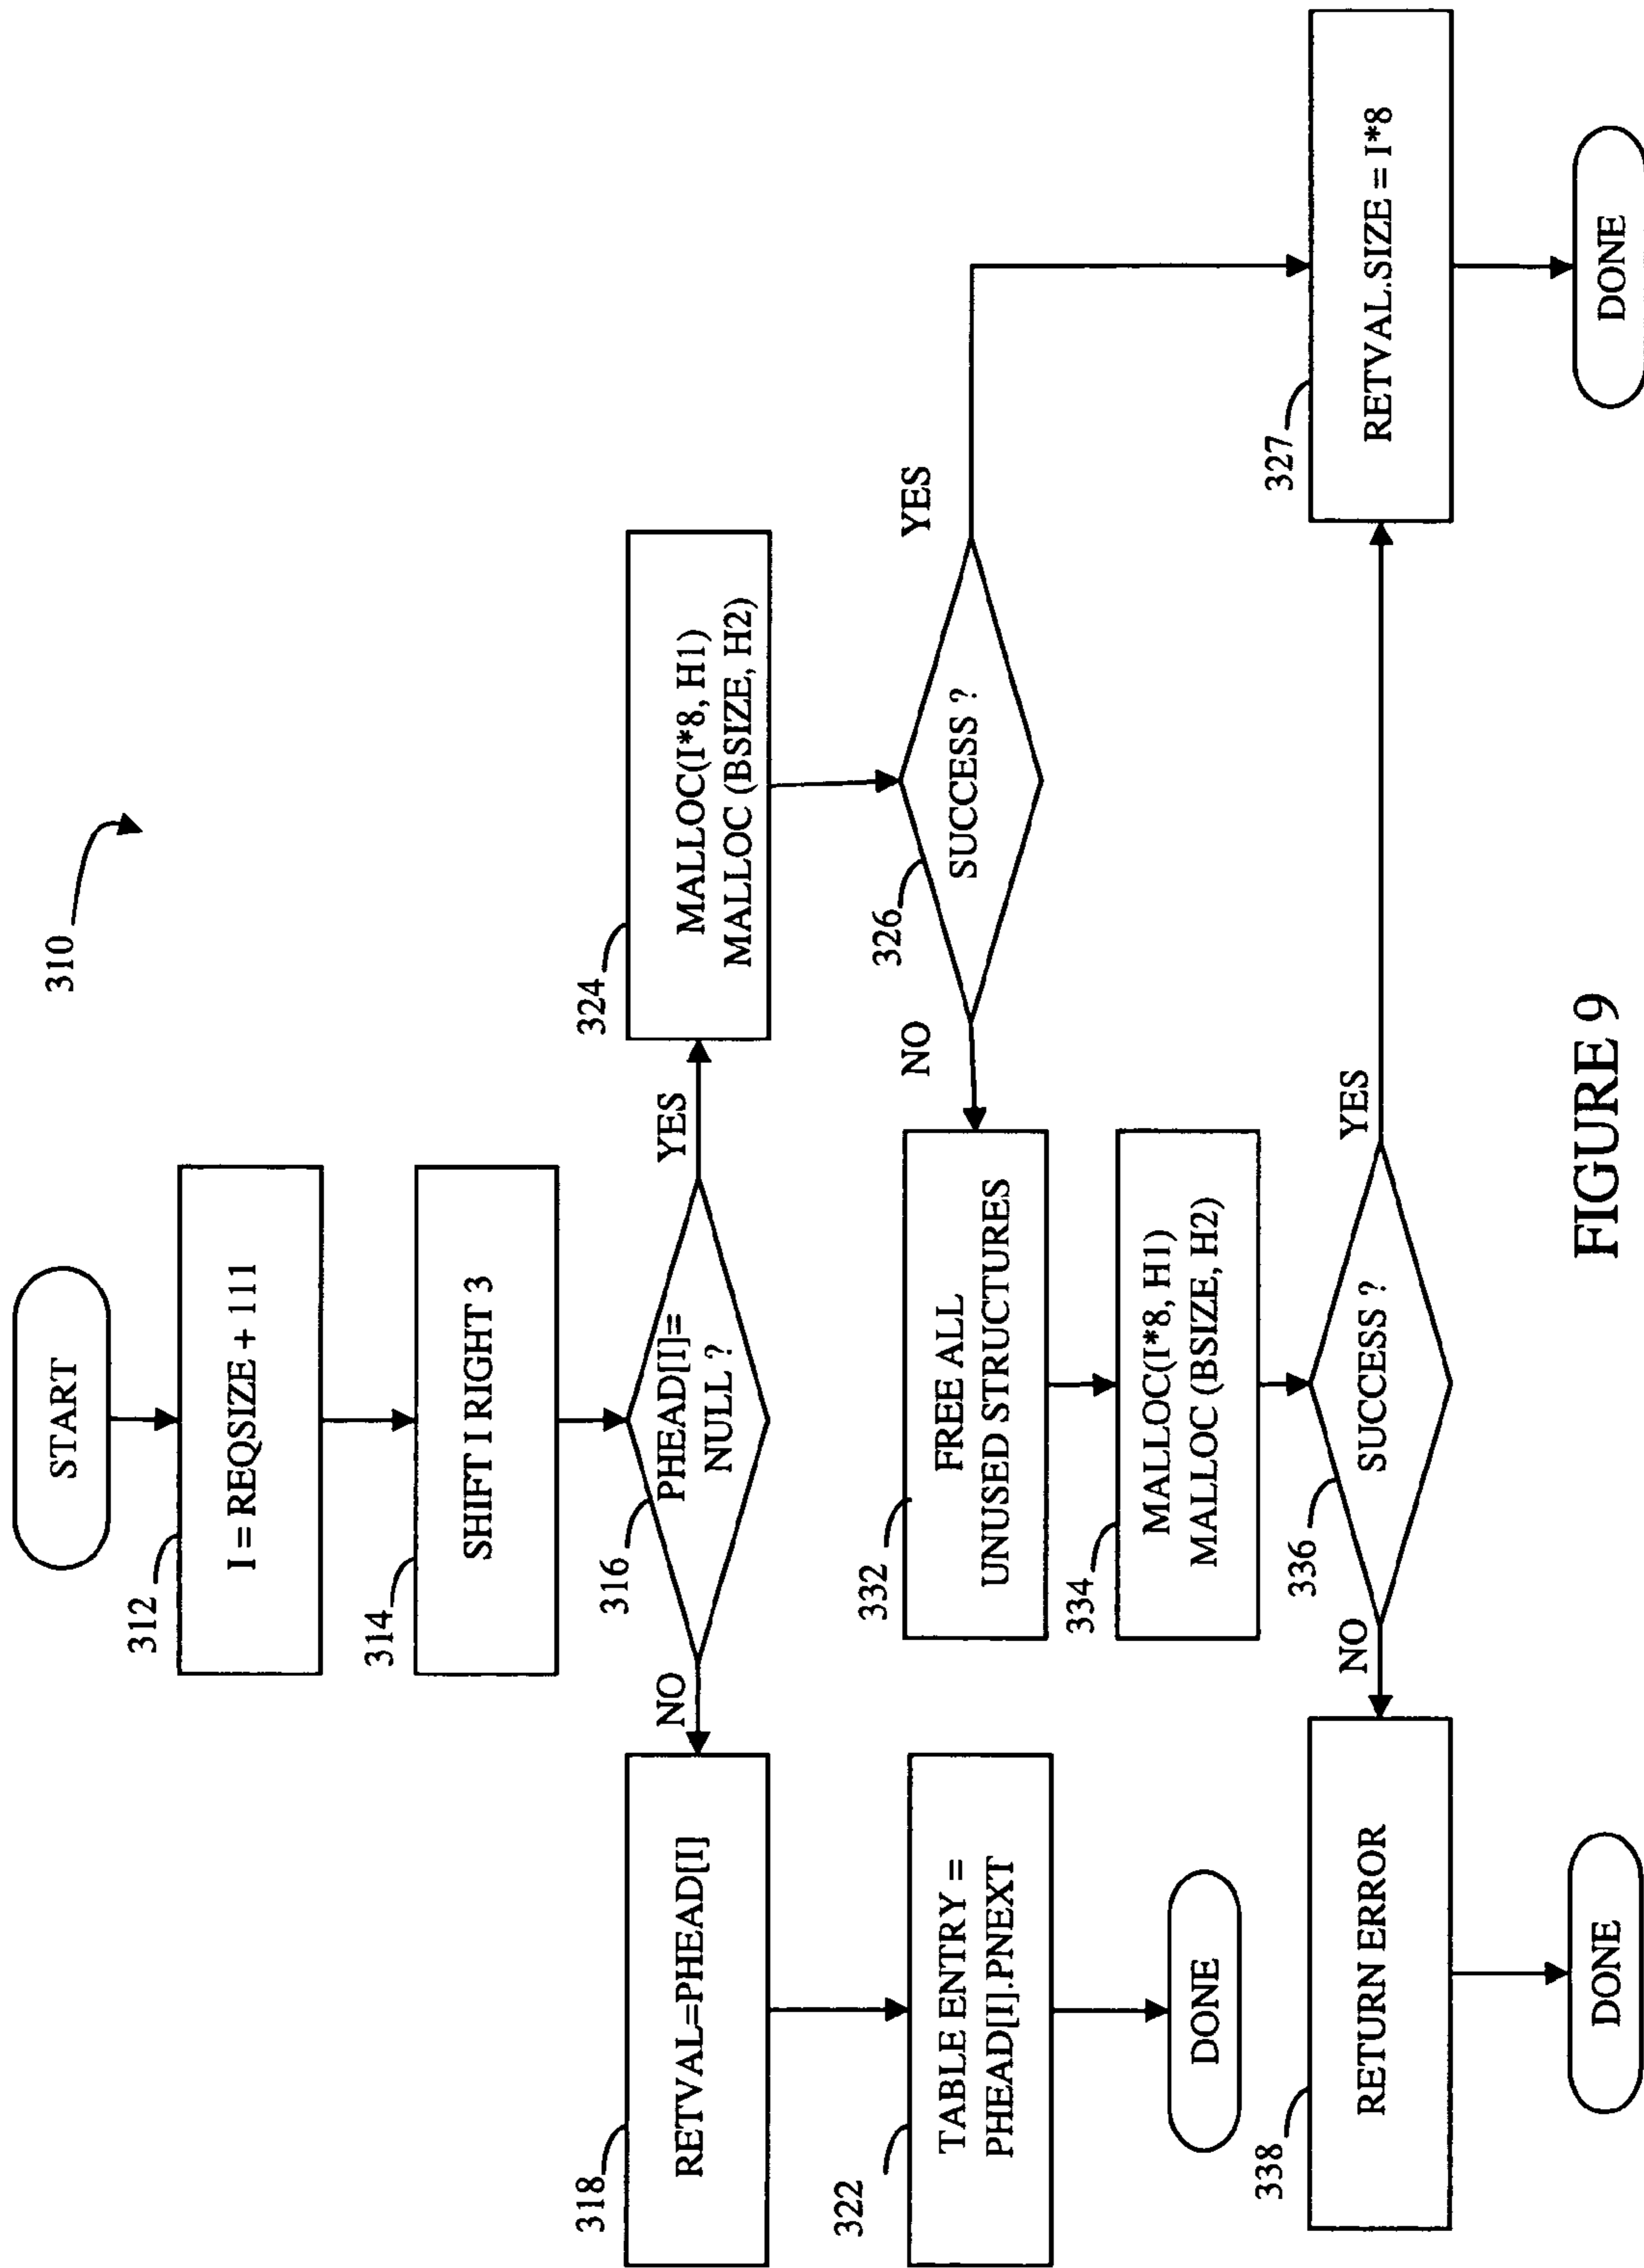 310
START
312
I = REQSIZE + 111
314
SHIFT I RIGHT 3
316
PHEAD[I]=
NULL ?
NO
YES
318
RETVAL=PHEAD[I]
322
TABLE ENTRY =
PHEAD[I].PNEXT
DONE
324
MALLOC(I*8, H1)
MALLOC (BSIZE, H2)
326
SUCCESS ?
NO
YES
332
FREE ALL
UNUSED STRUCTURES
334
MALLOC(I*8, H1)
MALLOC (BSIZE, H2)
336
SUCCESS ?
NO
YES
338
RETURN ERROR
DONE
327
RETVAL.SIZE = I*8
DONE
FIGURE 9